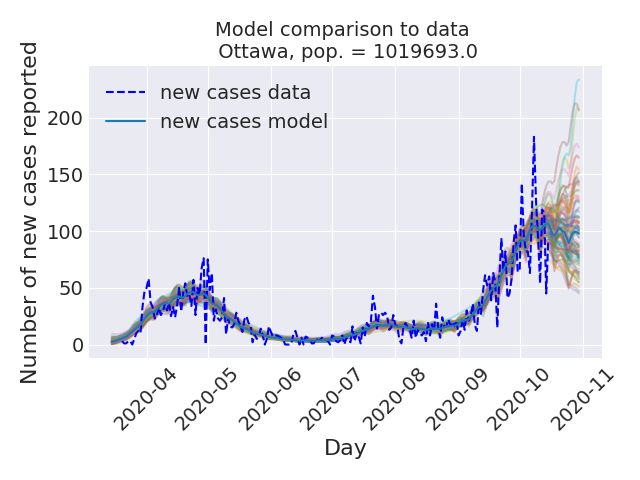 Model comparison to data
Ottawa, pop. = 1019693.0
Number of new cases reported
new cases data
new cases model
200
150
100
50
0
2020-04
2020-05
2020-06
2020-07
2020-08
2020-09
2020-10
2020-11
Day